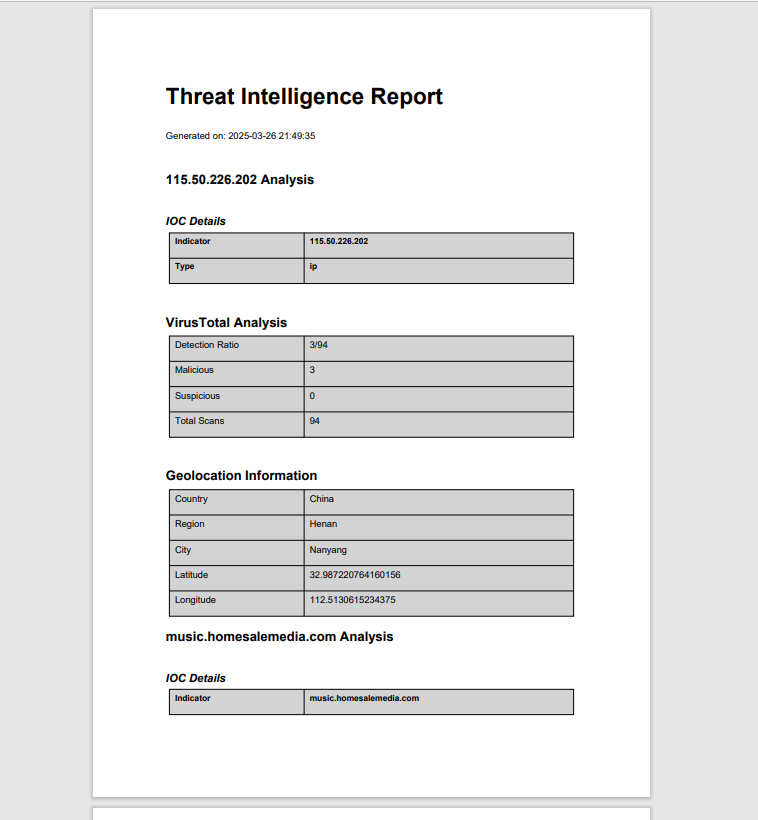 Threat Intelligence Report
Generated on: 2025-03-26 21:49:35
115.50.226.202 Analysis
IOC Details
Indicator 115.50.226.202
Type ip
VirusTotal Analysis
Detection Ratio 3/94
Malicious 3
Suspicious 0
Total Scans 94
Geolocation Information
Country China
Region Henan
City Nanyang
Latitude 32.987220764160156
Longitude 112.5130615234375
music.homesalemedia.com Analysis
IOC Details
Indicator music.homesalemedia.com